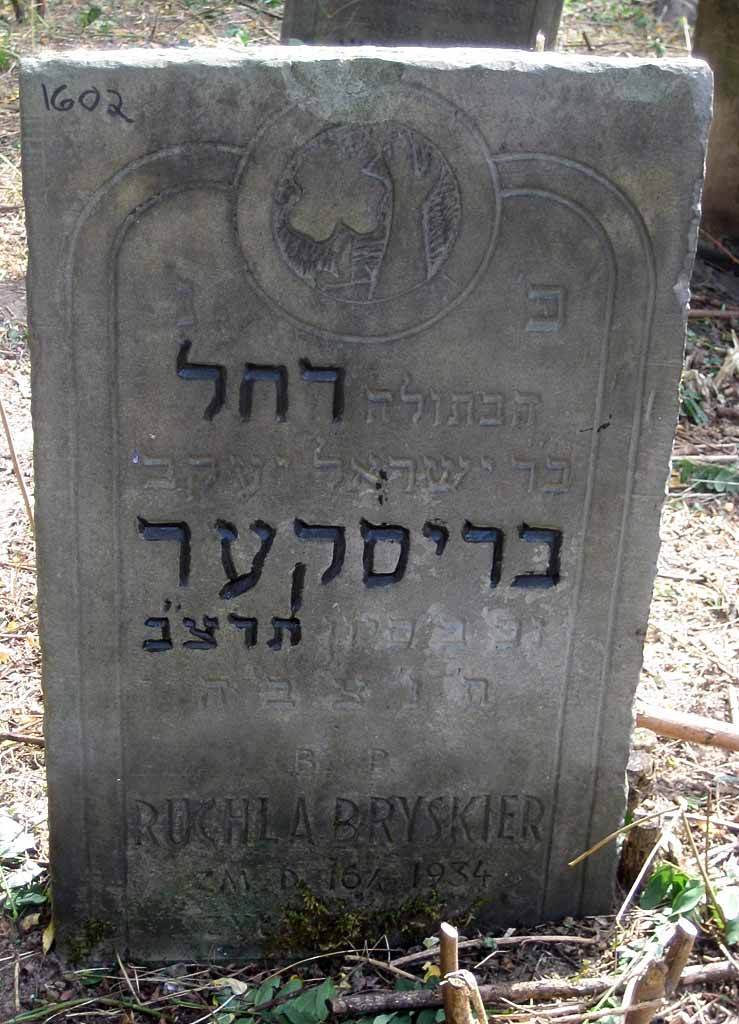 1602
פ נ
הבתולה רחל
בר ישראל יעקב
בריסקער
תרצ״ב
ת נ צ ב ה
B. P.
RUCHLA BRYSKIER
ZM. D. 16/ 1934